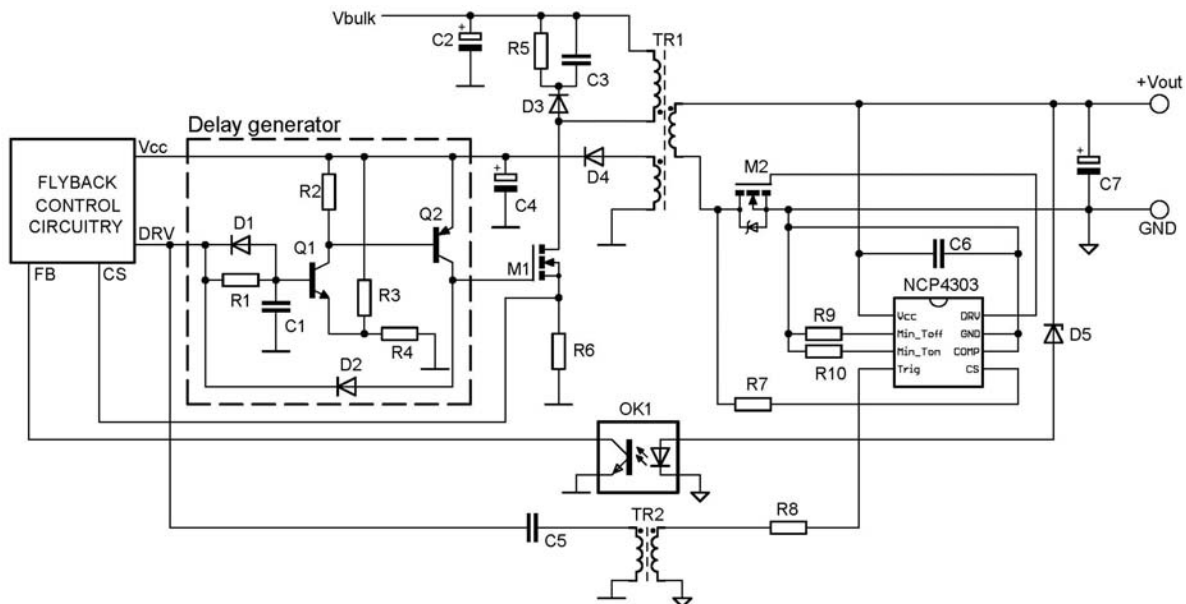 Vbulk
C2
+
R5
C3
D3
TR1
+Vout
Delay generator
Vcc
FLYBACK
CONTROL
CIRCUITRY
DRV
FB
CS
D1
R1
C1
Q1
R2
R3
R4
D2
Q2
+
C4
D4
M1
R6
M2
+
C7
GND
C6
NCP4303
Vcc
DRV
Min_Toff
GND
Min_Ton
COMP
Trig
CS
R9
R10
R7
D5
OK1
TR2
C5
R8